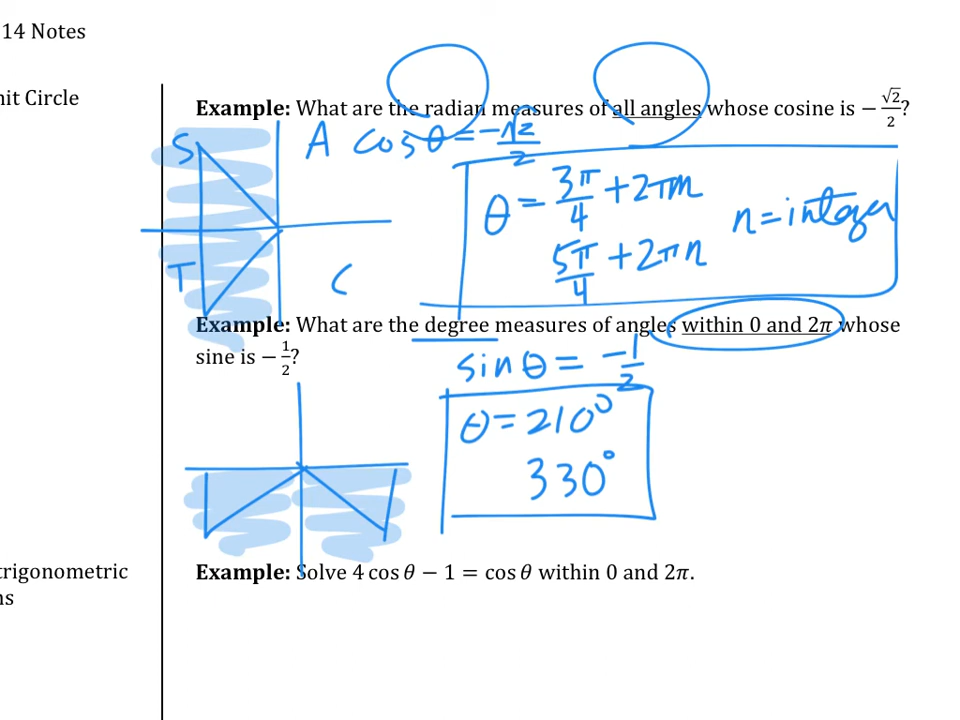 14 Notes
nit Circle
Example: What are the radian measures of all angles whose cosine is −√2/2?
S A cos θ = −√2/2
θ = 3π/4 + 2πn
n = integer
5π/4 + 2πn
T C
Example: What are the degree measures of angles within 0 and 2π whose
sine is −1/2?
sin θ = −1/2
θ = 210°
330°
trigonometric
ns
Example: Solve 4 cos θ − 1 = cos θ within 0 and 2π.